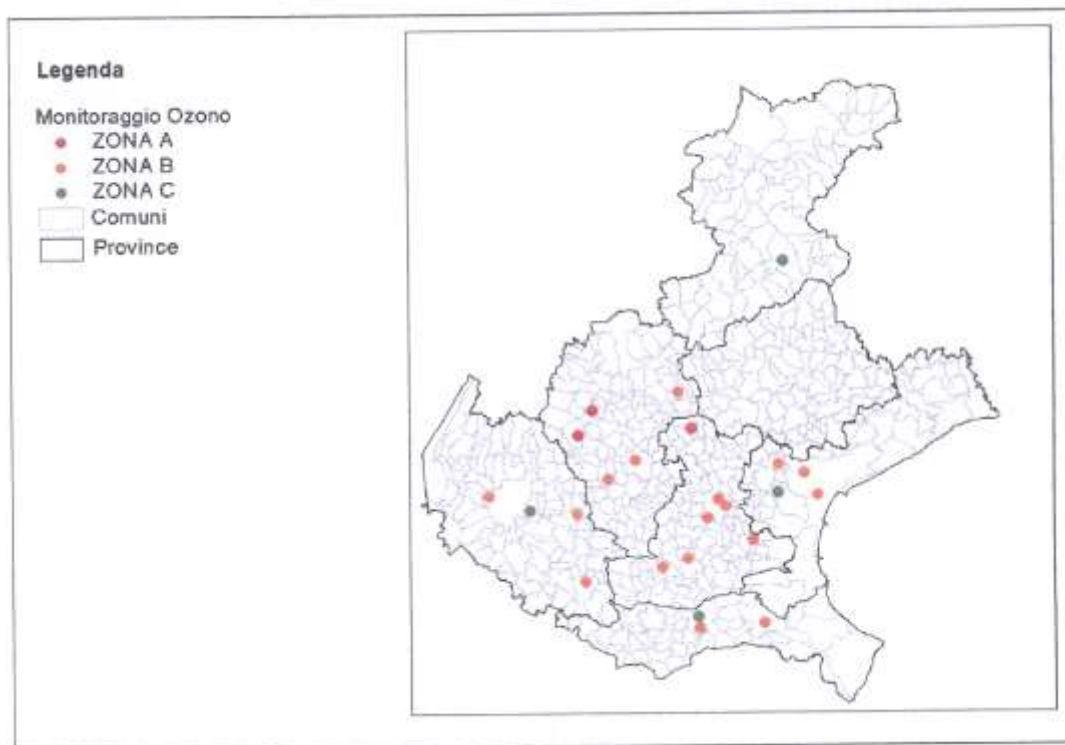 Legenda
Monitoraggio Ozono
ZONA A
ZONA B
ZONA C
Comuni
Province